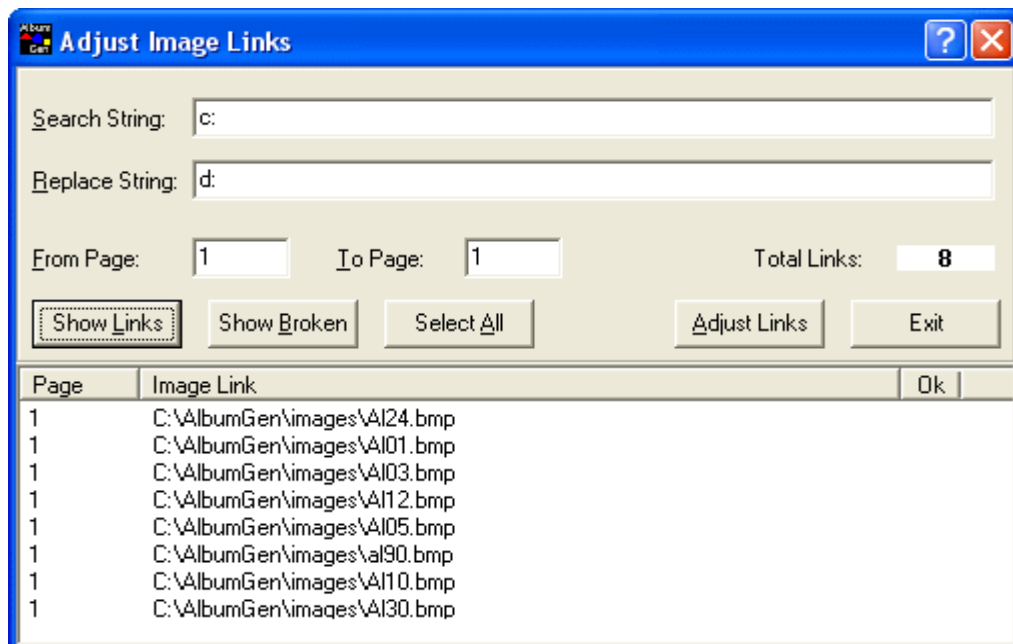 Album Gen
Adjust Image Links
?
Search String: c:
Replace String: d:
From Page: 1 To Page: 1 Total Links: 8
Show Links Show Broken Select All Adjust Links Exit
Page Image Link Ok
1 C:\AlbumGen\images\Al24.bmp
1 C:\AlbumGen\images\Al01.bmp
1 C:\AlbumGen\images\Al03.bmp
1 C:\AlbumGen\images\Al12.bmp
1 C:\AlbumGen\images\Al05.bmp
1 C:\AlbumGen\images\al90.bmp
1 C:\AlbumGen\images\Al10.bmp
1 C:\AlbumGen\images\Al30.bmp